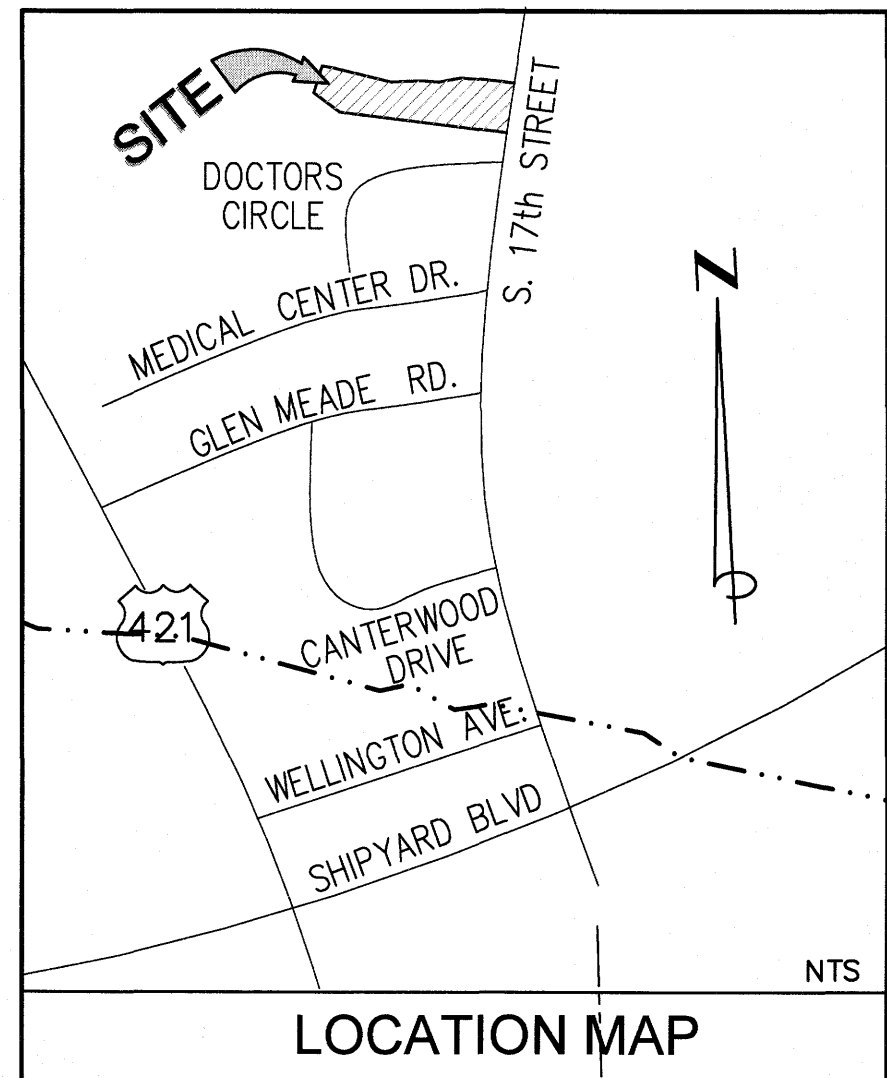 SITE
S. 17th STREET
DOCTORS
CIRCLE
MEDICAL CENTER DR.
N
GLEN MEADE RD.
421
CANTERWOOD
DRIVE
WELLINGTON AVE.
SHIPYARD BLVD
NTS
LOCATION MAP